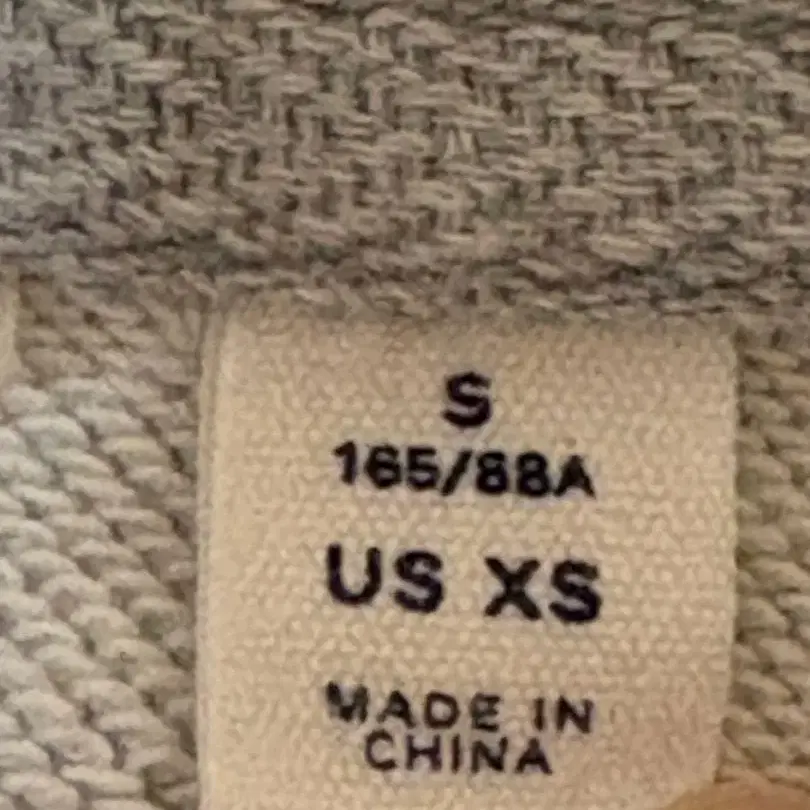 S
165/88A
US XS
MADE IN
CHINA